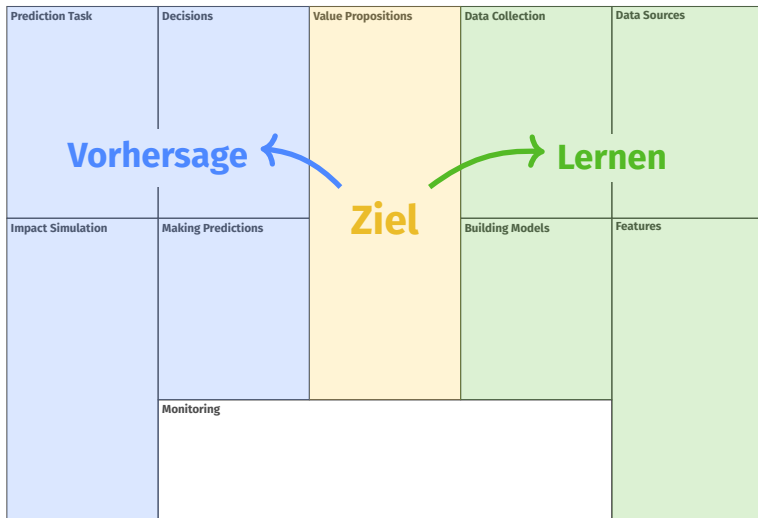 Prediction Task
Decisions
Value Propositions
Data Collection
Data Sources
Vorhersage
Ziel
Lernen
Impact Simulation
Making Predictions
Building Models
Features
Monitoring